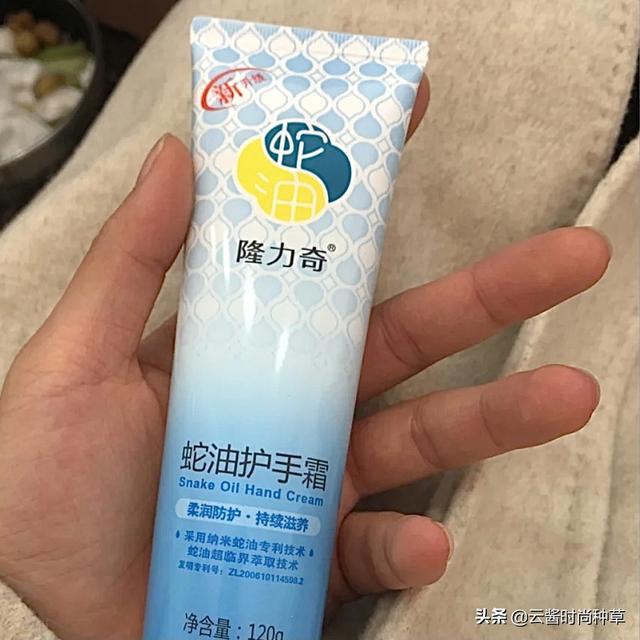 新升级
蛇
油
隆力奇®
蛇油护手霜
Snake Oil Hand Cream
柔润防护·持续滋养
采用纳米蛇油专利技术
蛇油超临界萃取技术
发明专利号：ZL200610114598.2
净含量：120g
头条 @云酱时尚种草